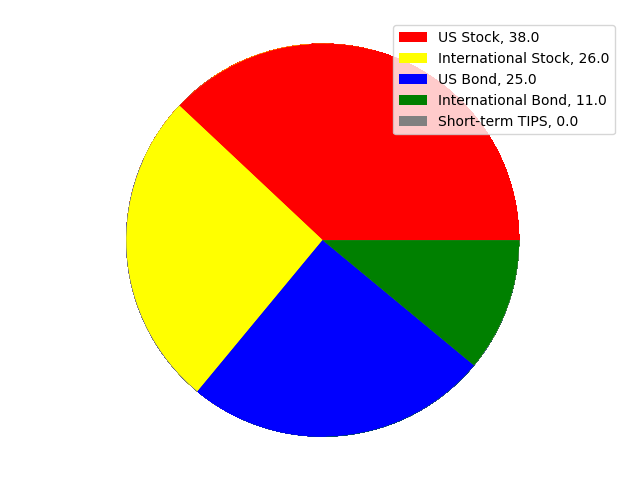 US Stock, 38.0
International Stock, 26.0
US Bond, 25.0
International Bond, 11.0
Short-term TIPS, 0.0